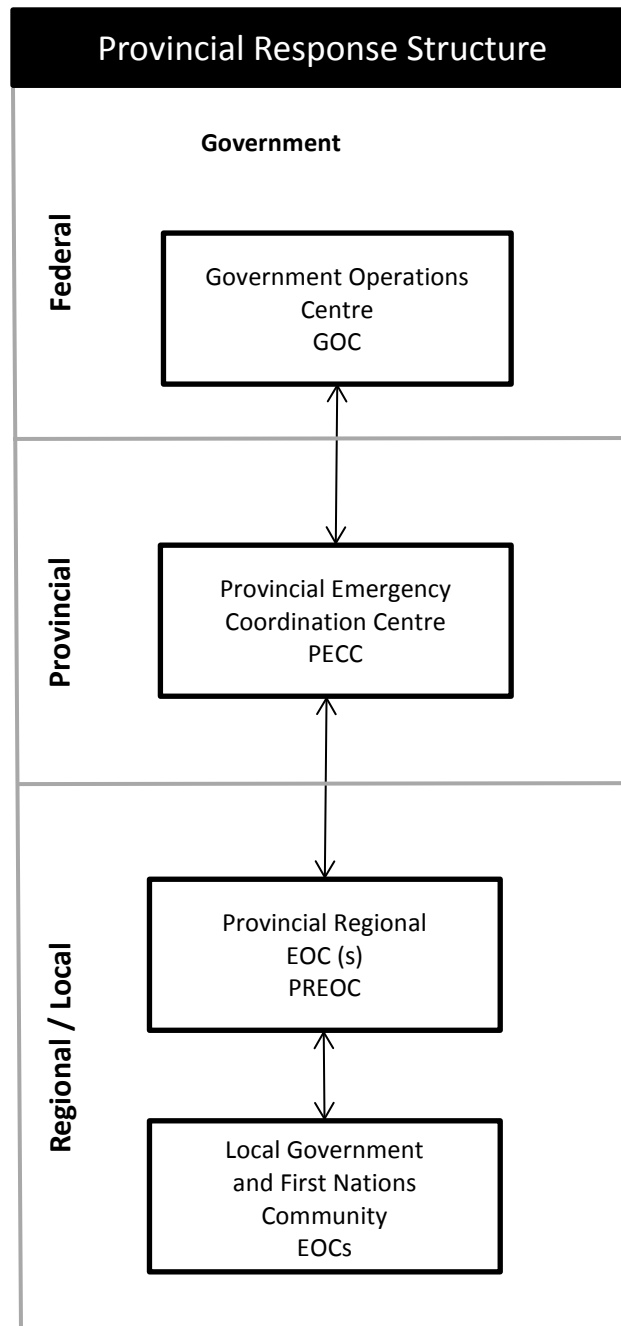 Provincial Response Structure
Government
Federal
Government Operations
Centre
GOC
Provincial
Provincial Emergency
Coordination Centre
PECC
Regional / Local
Provincial Regional
EOC (s)
PREOC
Local Government
and First Nations
Community
EOCs